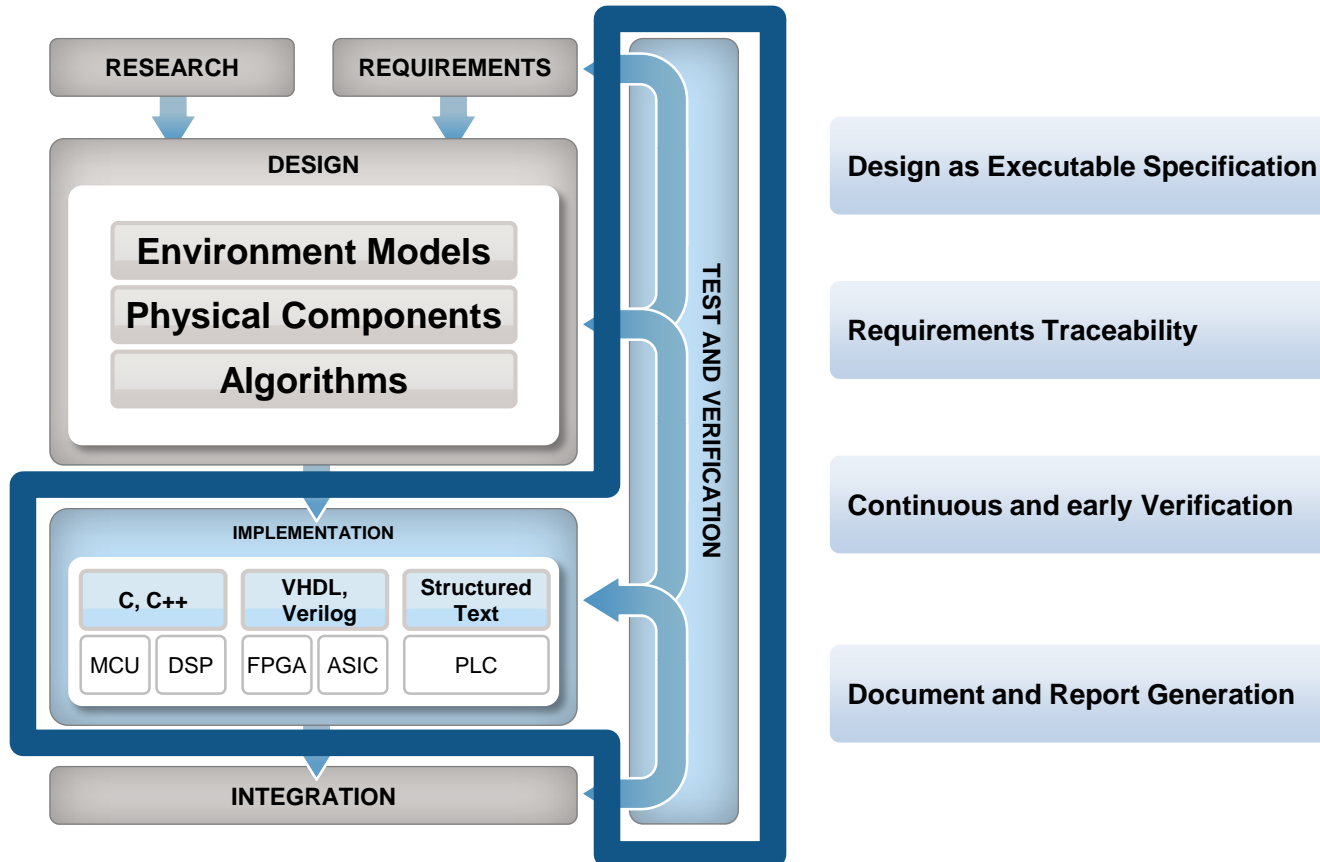 RESEARCH
REQUIREMENTS
DESIGN
Environment Models
Physical Components
Algorithms
IMPLEMENTATION
C, C++
VHDL,
Verilog
Structured
Text
MCU
DSP
FPGA
ASIC
PLC
INTEGRATION
TEST AND VERIFICATION
Design as Executable Specification
Requirements Traceability
Continuous and early Verification
Document and Report Generation